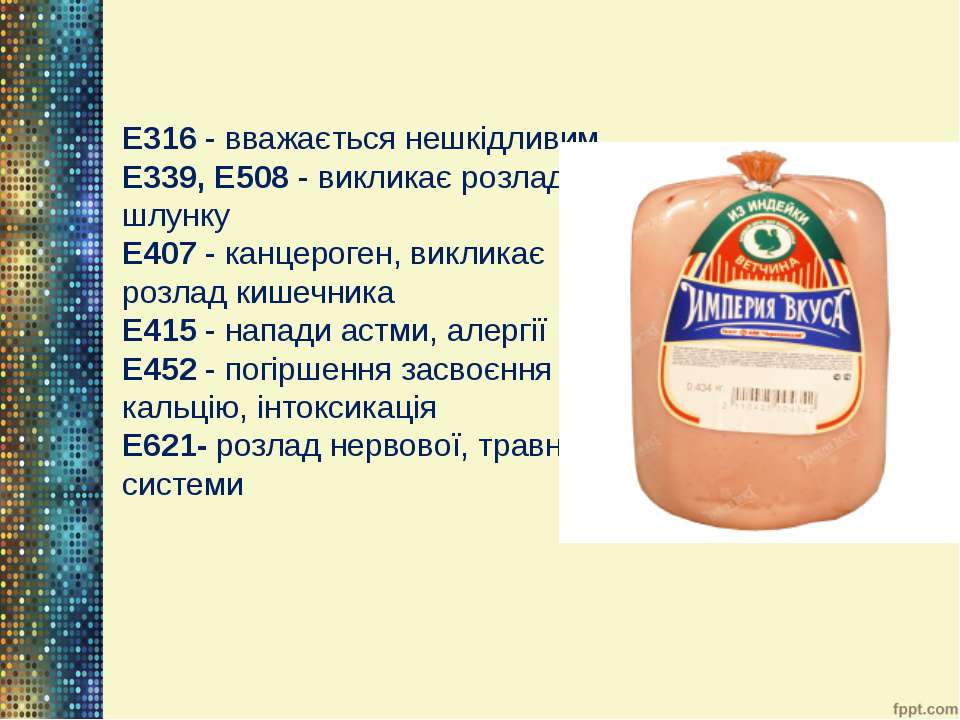 Е316 - вважається нешкідливим
Е339, Е508 - викликає розлад
шлунку
Е407 - канцероген, викликає
розлад кишечника
Е415 - напади астми, алергії
Е452 - погіршення засвоєння
кальцію, інтоксикація
Е621- розлад нервової, травн
системи
ИЗ ИНДЕЙКИ
ВЕТЧИНА
ИМПЕРИЯ ВКУСА
0,434 кг.
fppt.com